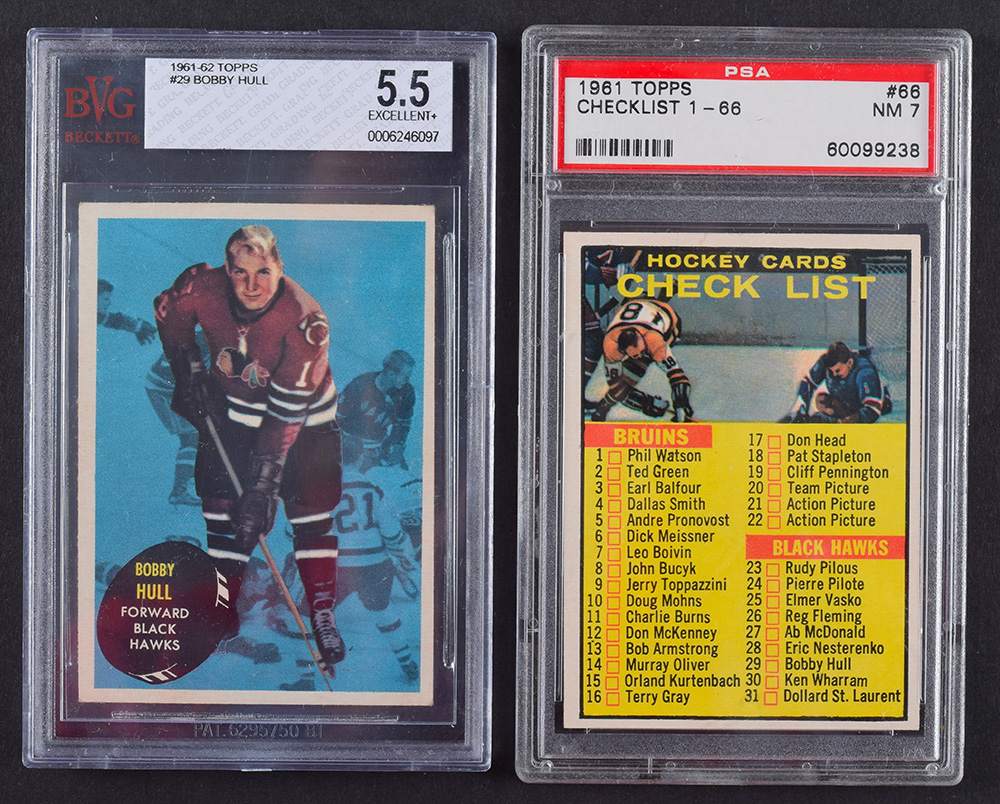 BVG
BECKETT®
1961-62 TOPPS
#29 BOBBY HULL
5.5
EXCELLENT+
0006246097
BOBBY
HULL
FORWARD
BLACK
HAWKS
21
PAT. 6295750 B1
PSA
1961 TOPPS #66
CHECKLIST 1-66 NM 7
60099238
HOCKEY CARDS
CHECK LIST
18
18
BRUINS
1 Phil Watson
2 Ted Green
3 Earl Balfour
4 Dallas Smith
5 Andre Pronovost
6 Dick Meissner
7 Leo Boivin
8 John Bucyk
9 Jerry Toppazzini
10 Doug Mohns
11 Charlie Burns
12 Don McKenney
13 Bob Armstrong
14 Murray Oliver
15 Orland Kurtenbach
16 Terry Gray
17 Don Head
18 Pat Stapleton
19 Cliff Pennington
20 Team Picture
21 Action Picture
22 Action Picture
BLACK HAWKS
23 Rudy Pilous
24 Pierre Pilote
25 Elmer Vasko
26 Reg Fleming
27 Ab McDonald
28 Eric Nesterenko
29 Bobby Hull
30 Ken Wharram
31 Dollard St. Laurent